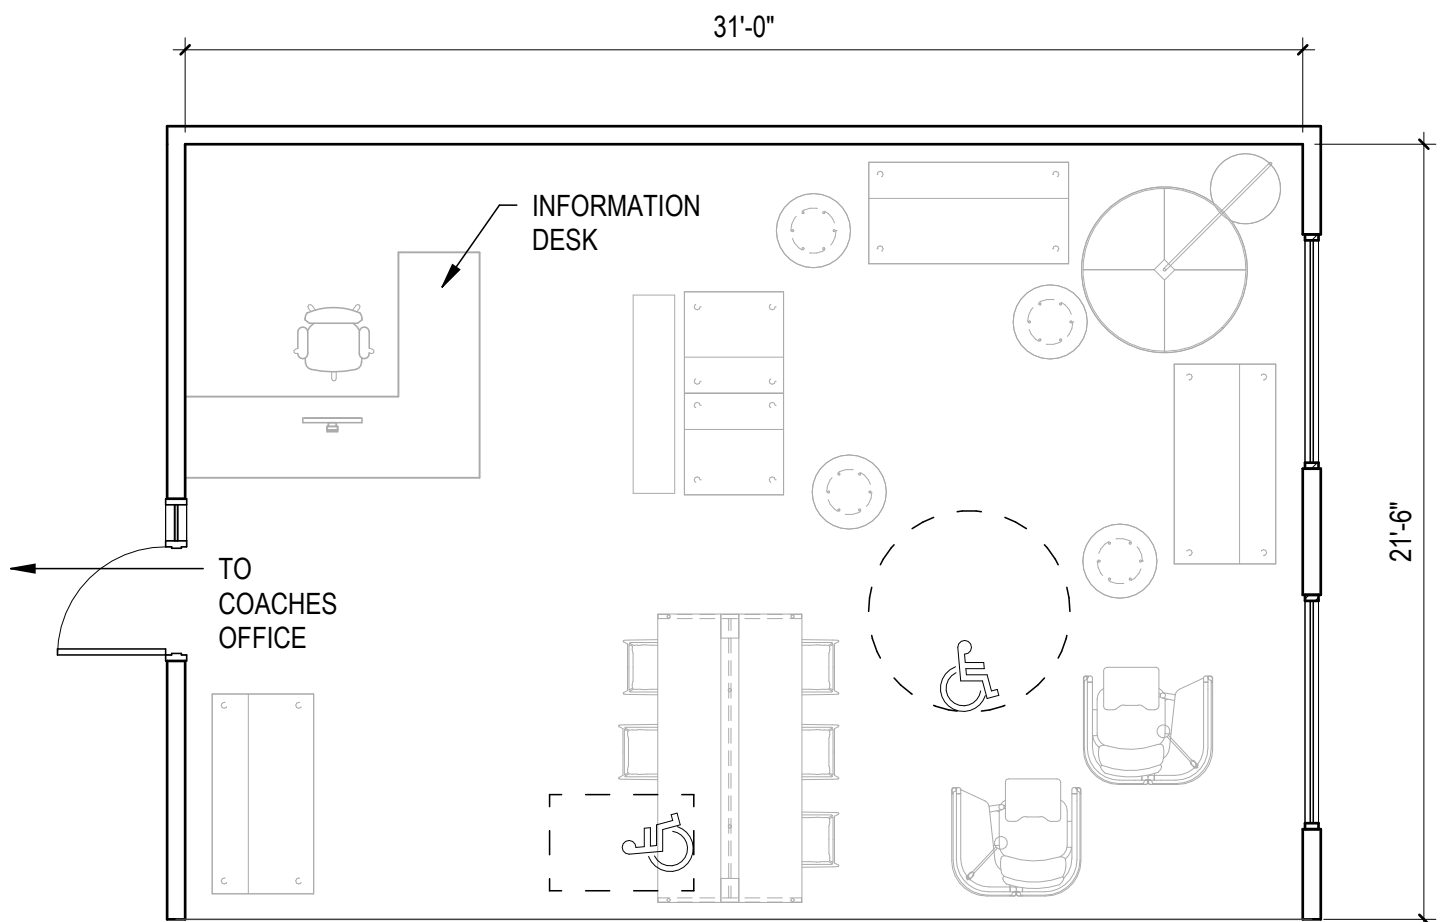 31'-0"
INFORMATION
DESK
21'-6"
TO
COACHES
OFFICE